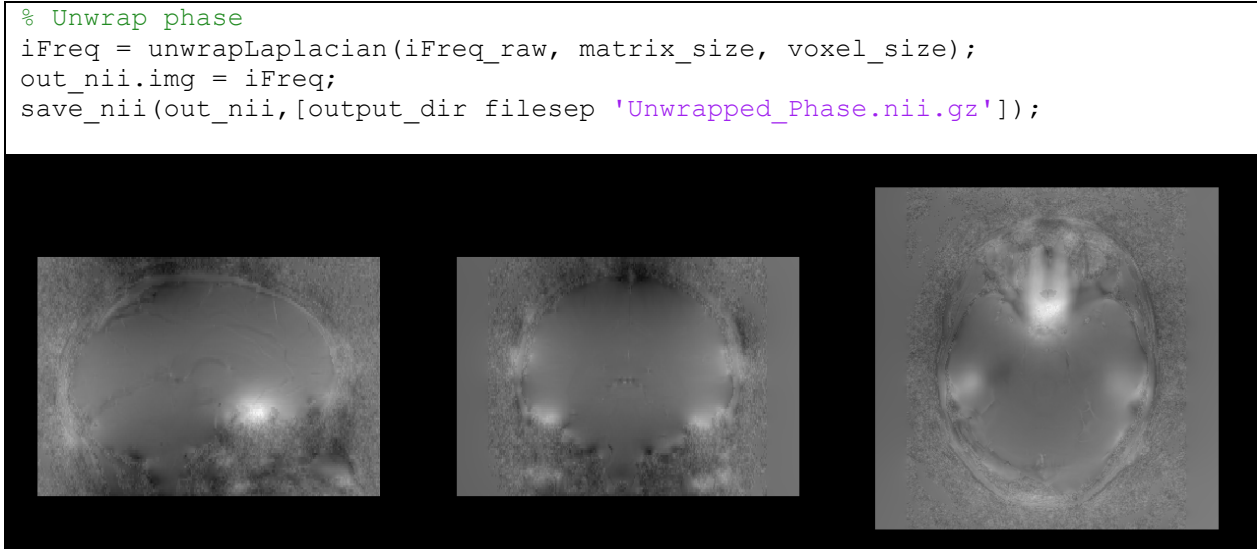 % Unwrap phase
iFreq = unwrapLaplacian(iFreq_raw, matrix_size, voxel_size);
out_nii.img = iFreq;
save_nii(out_nii,[output_dir filesep 'Unwrapped_Phase.nii.gz']);